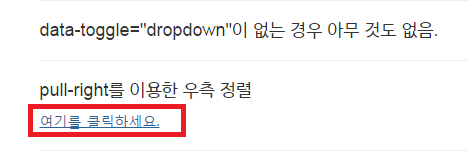 data-toggle="dropdown"이 없는 경우 아무 것도 없음.
pull-right를 이용한 우측 정렬
여기를 클릭하세요.